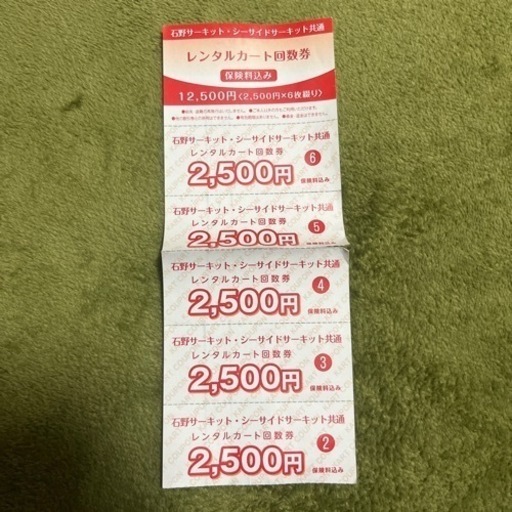 石野サーキット・シーサイドサーキット共通
レンタルカート回数券
保険料込み
12,500円〈2,500円×6枚綴り〉
石野サーキット・シーサイドサーキット共通
レンタルカート回数券
2,500円
6
保険料込み
石野サーキット・シーサイドサーキット共通
レンタルカート回数券
2,500円
5
石野サーキット・シーサイドサーキット共通
レンタルカート回数券
2,500円
4
保険料込み
石野サーキット・シーサイドサーキット共通
レンタルカート回数券
2,500円
3
保険料込み
石野サーキット・シーサイドサーキット共通
レンタルカート回数券
2,500円
2
保険料込み